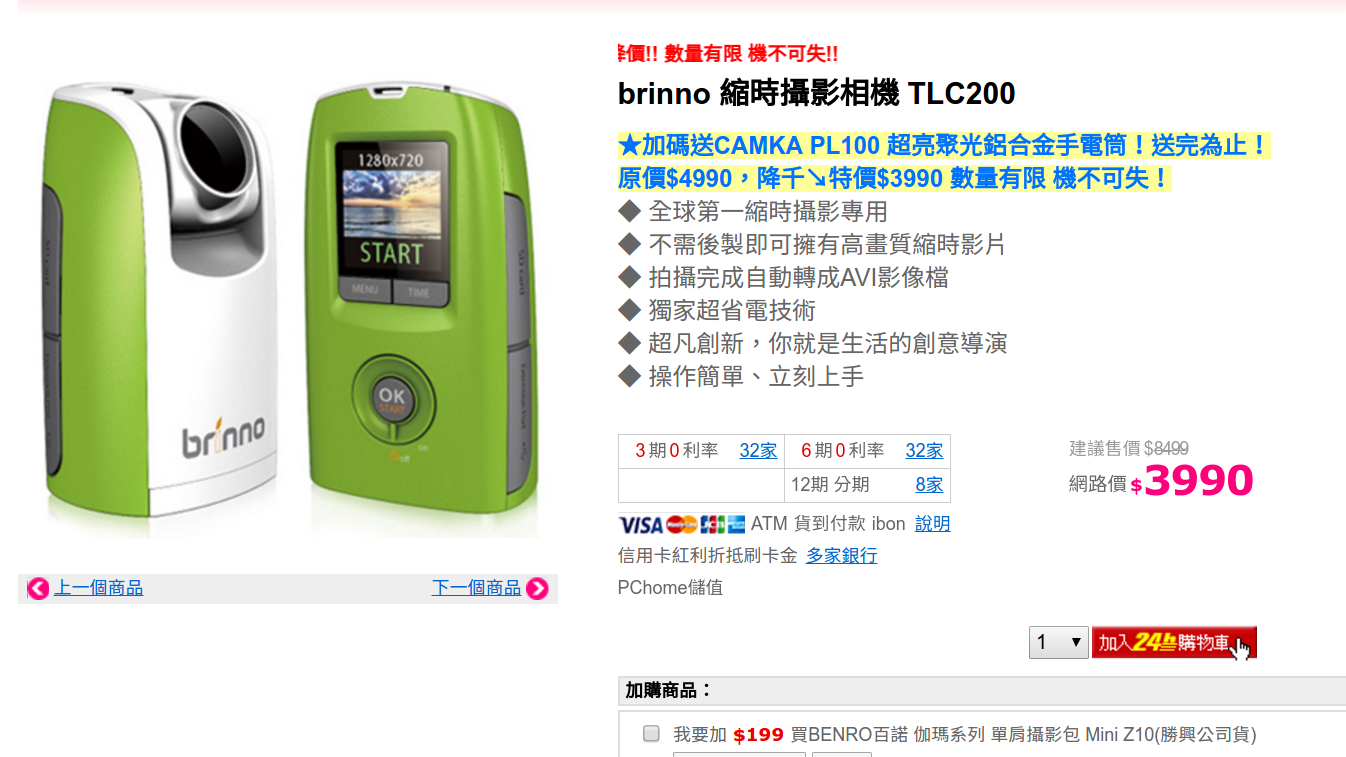 降價!! 數量有限 機不可失!!
brinno 縮時攝影相機 TLC200
★加碼送CAMKA PL100 超亮聚光鋁合金手電筒！送完為止！
原價$4990，降千↘特價$3990 數量有限 機不可失！
◆ 全球第一縮時攝影專用
◆ 不需後製即可擁有高畫質縮時影片
◆ 拍攝完成自動轉成AVI影像檔
◆ 獨家超省電技術
◆ 超凡創新，你就是生活的創意導演
◆ 操作簡單、立刻上手
1280x720
START
MENU TIME
OK
START
on
off
SD card
brinno
3期0利率 32家 6期0利率 32家
12期 分期 8家
建議售價$8499
網路價$3990
VISA MasterCard JCB ATM 貨到付款 ibon 說明
信用卡紅利折抵刷卡金 多家銀行
PChome儲值
上一個商品 下一個商品
1 加入24h購物車
加購商品：
我要加 $199 買BENRO百諾 伽瑪系列 單肩攝影包 Mini Z10(勝興公司貨)